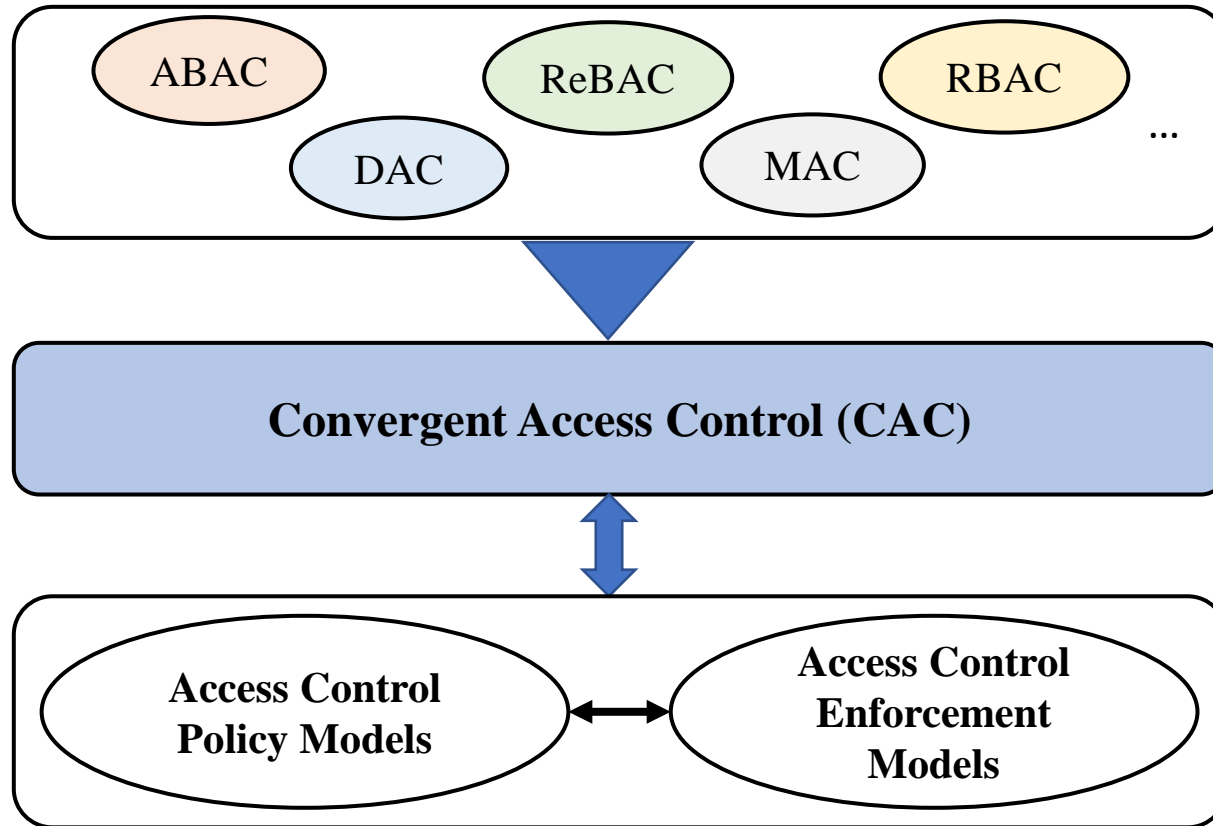 ABAC
ReBAC
RBAC
DAC
MAC
...
Convergent Access Control (CAC)
Access Control
Policy Models
Access Control
Enforcement
Models